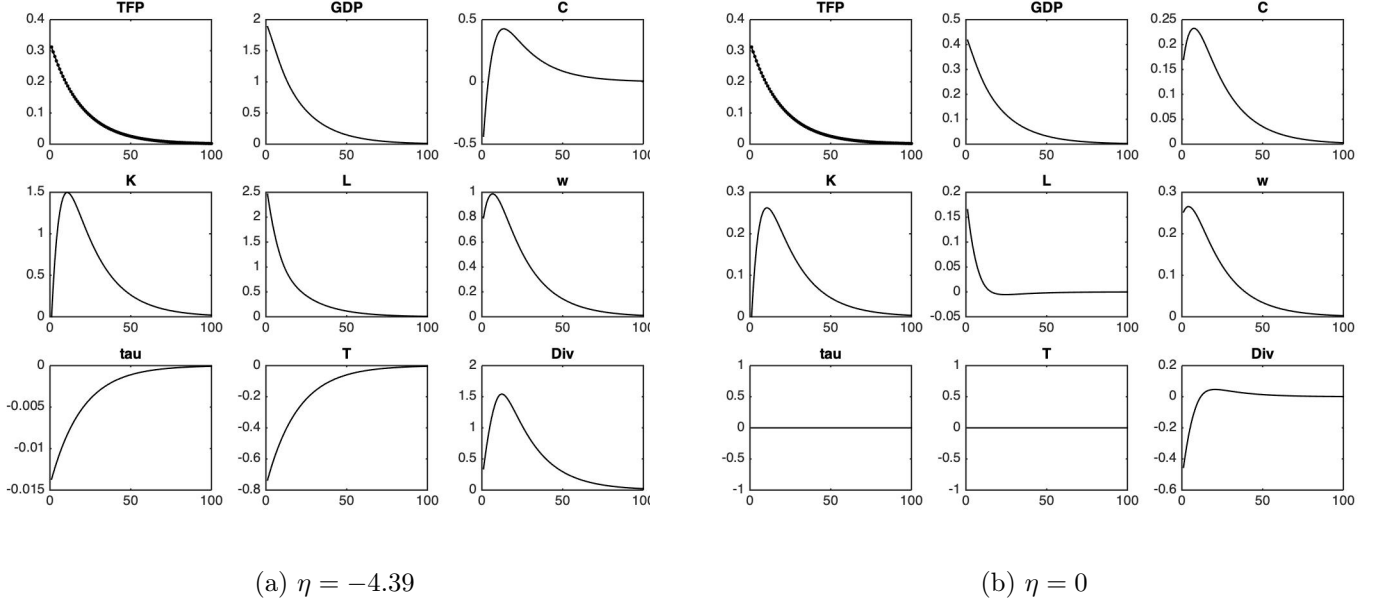 TFP GDP C TFP GDP C
0.4 2 0.5 0.4 0.5 0.25
0.3 0.4 0.2
1.5 0.3
0.3 0.15
0.2 1 0 0.2
0.2 0.1
0.1 0.5 0.1
0.1 0.05
0 0 -0.5 0 0 0
0 50 100 0 50 100 0 50 100 0 50 100 0 50 100 0 50 100
K L w K L w
1.5 2.5 1 0.3 0.2 0.3
2 0.8 0.15
1 0.2 0.2
1.5 0.6 0.1
1 0.4 0.05
0.5 0.1 0.1
0.5 0.2 0
0 0 0 0 -0.05 0
0 50 100 0 50 100 0 50 100 0 50 100 0 50 100 0 50 100
tau T Div tau T Div
0 0 2 1 1 0.2
-0.2 1.5 0.5 0.5 0
-0.005
-0.4 1 0 0 -0.2
-0.01
-0.6 0.5 -0.5 -0.5 -0.4
-0.015 -0.8 0 -1 -1 -0.6
0 50 100 0 50 100 0 50 100 0 50 100 0 50 100 0 50 100
(a) η = −4.39 (b) η = 0